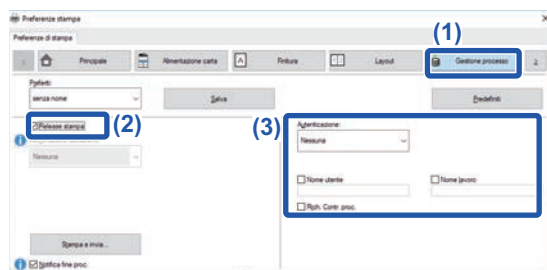 Preferenze stampa
Preferenze di stampa
(1)
Principale
Alimentazione carta
A
Finitura
Layout
Gestione processo
2
Preferiti:
senza nome
Salva
Predefiniti
Release stampa
(2)
(3)
Autenticazione:
Nessuna
Nessuna
Nome utente
Nome lavoro
Rich. Contr. proc.
Stampa e invia...
Notifica fine proc.